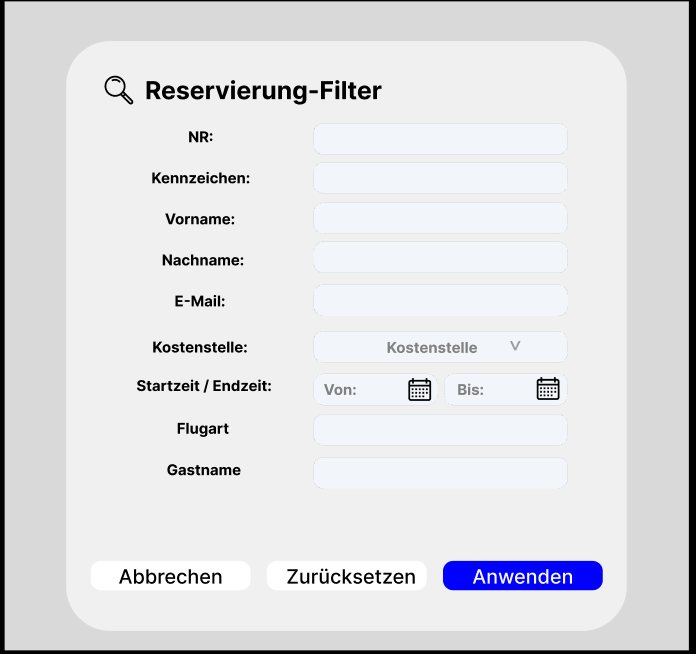 Reservierung-Filter
NR:
Kennzeichen:
Vorname:
Nachname:
E-Mail:
Kostenstelle: Kostenstelle V
Startzeit / Endzeit: Von: Bis:
Flugart
Gastname
Abbrechen Zurücksetzen Anwenden